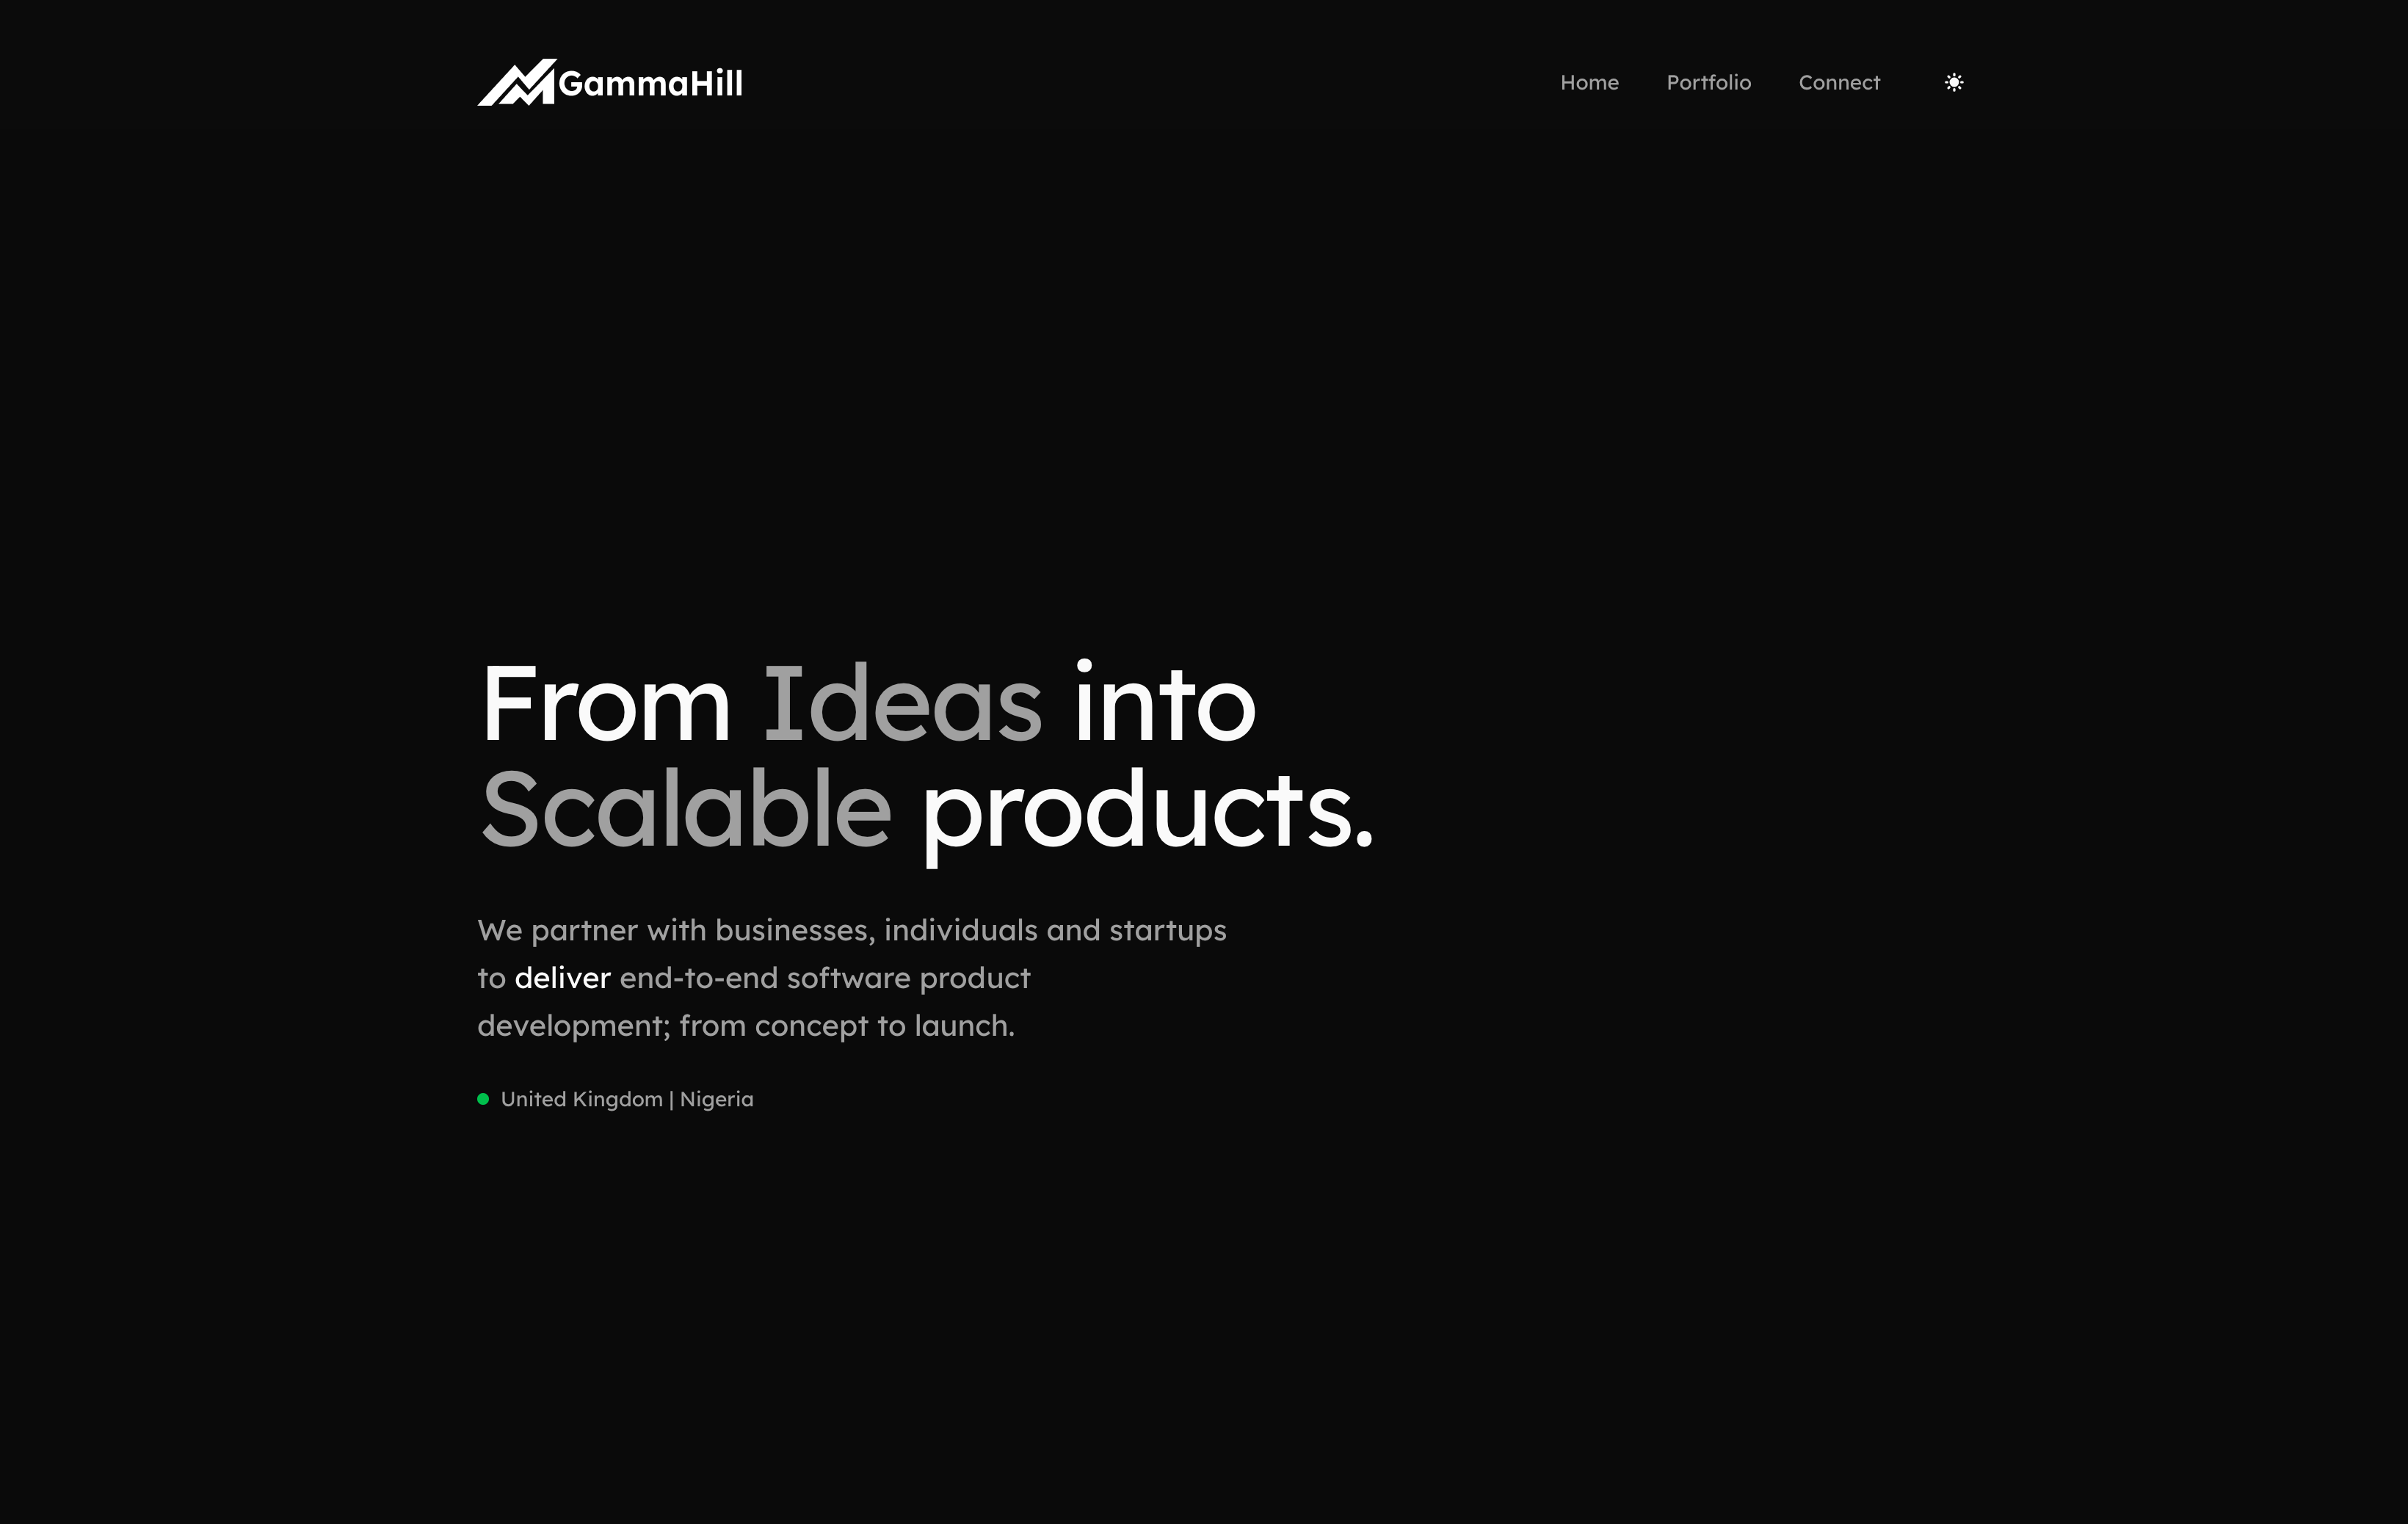 GammaHill
Home Portfolio Connect
From Ideas into
Scalable products.
We partner with businesses, individuals and startups
to deliver end-to-end software product
development; from concept to launch.
United Kingdom | Nigeria